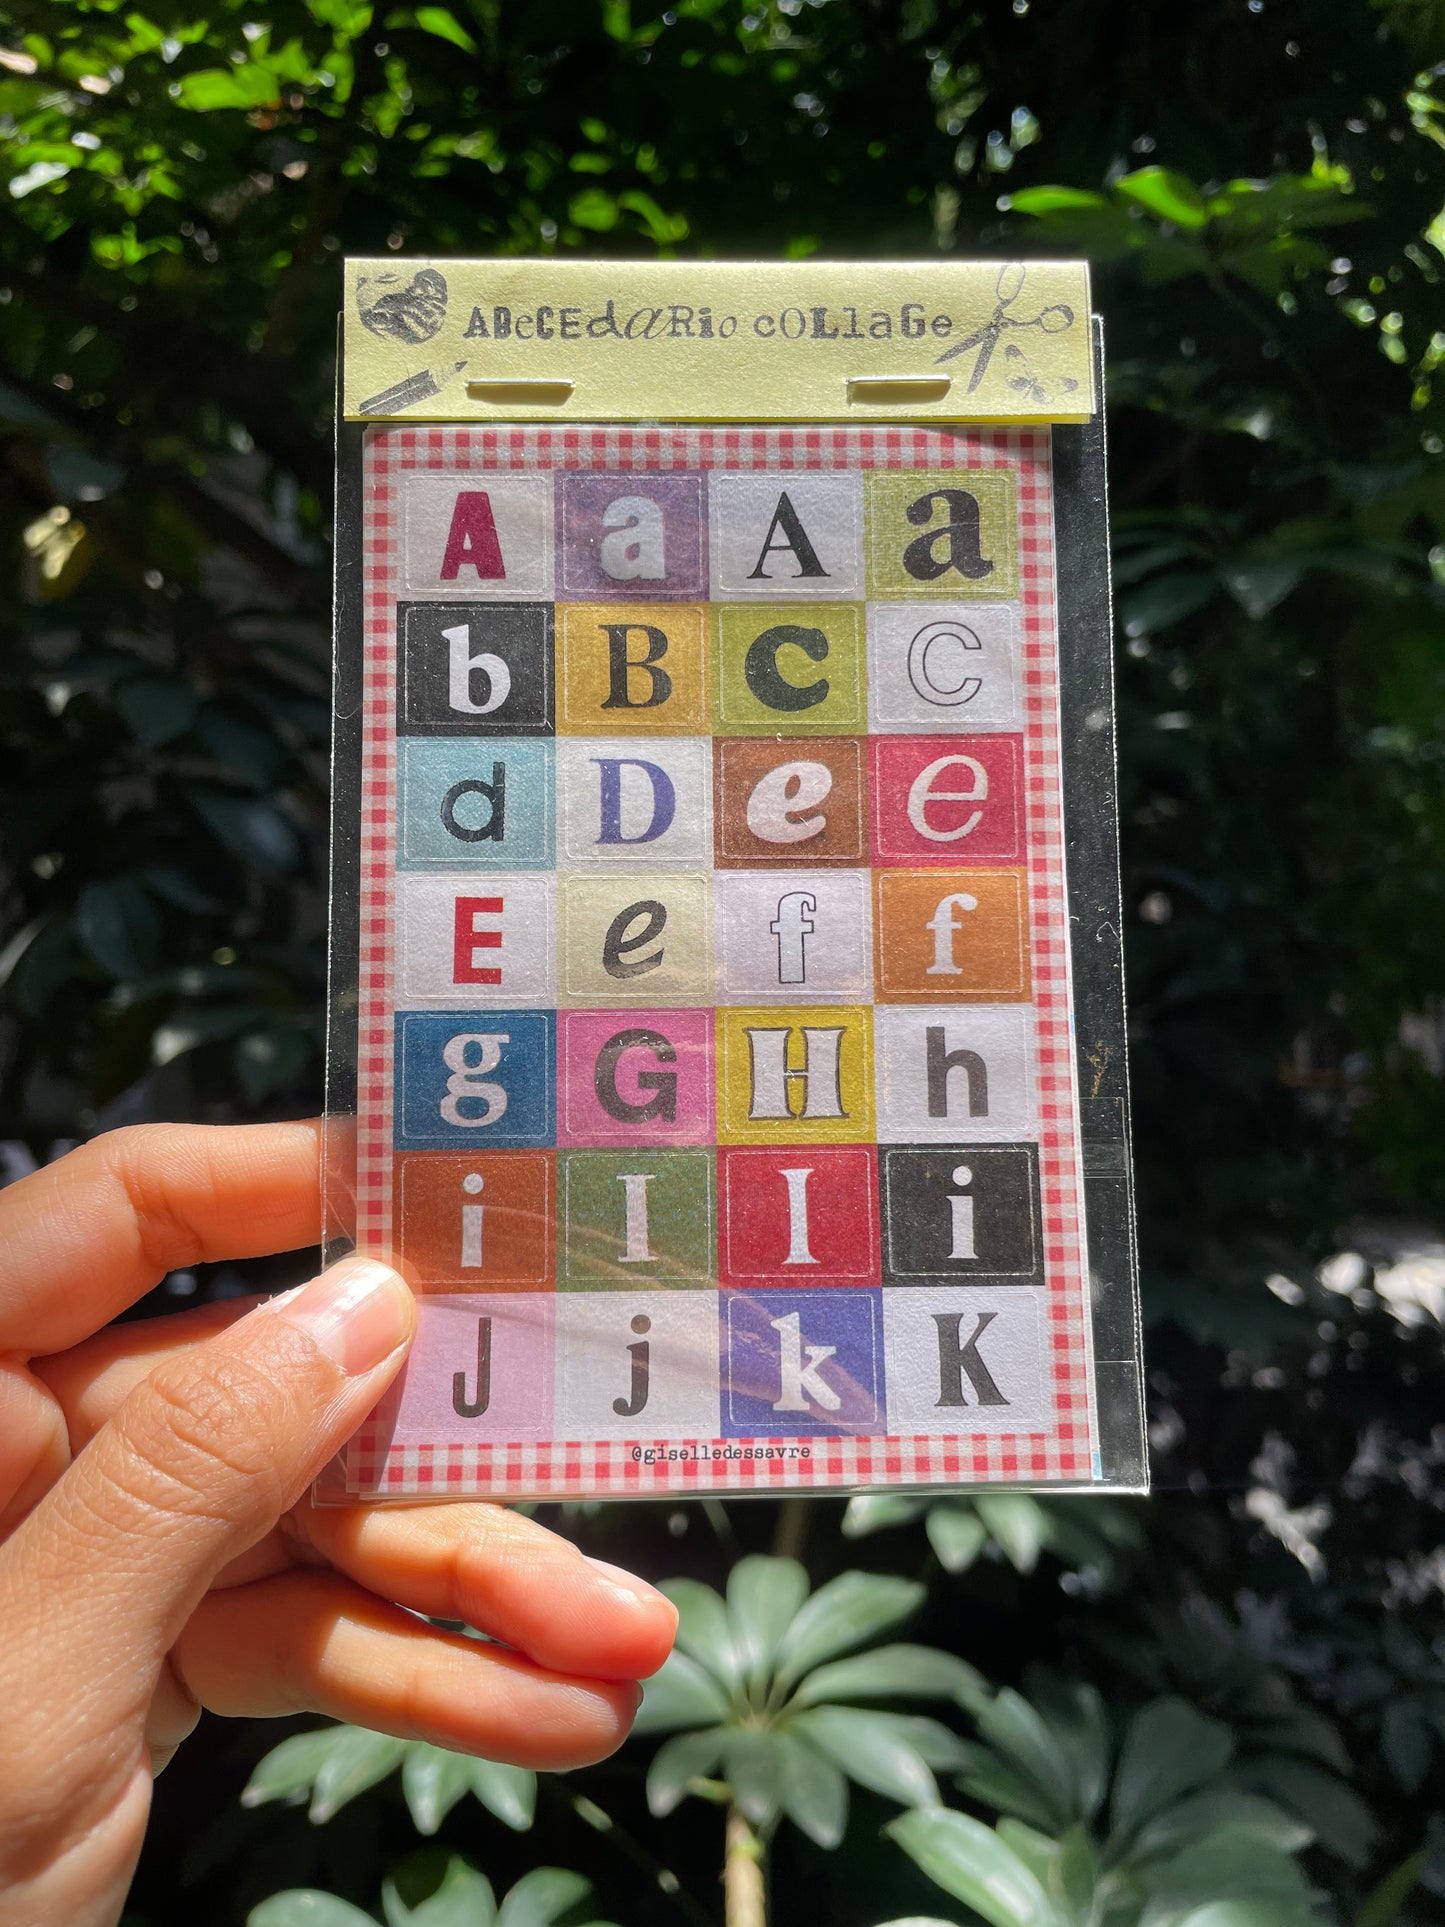 ABeCEdaRio cOLlaGe
A a A a
b B c C
d D e e
E e f f
g G H h
i I I i
J j k K
@giselledessavre